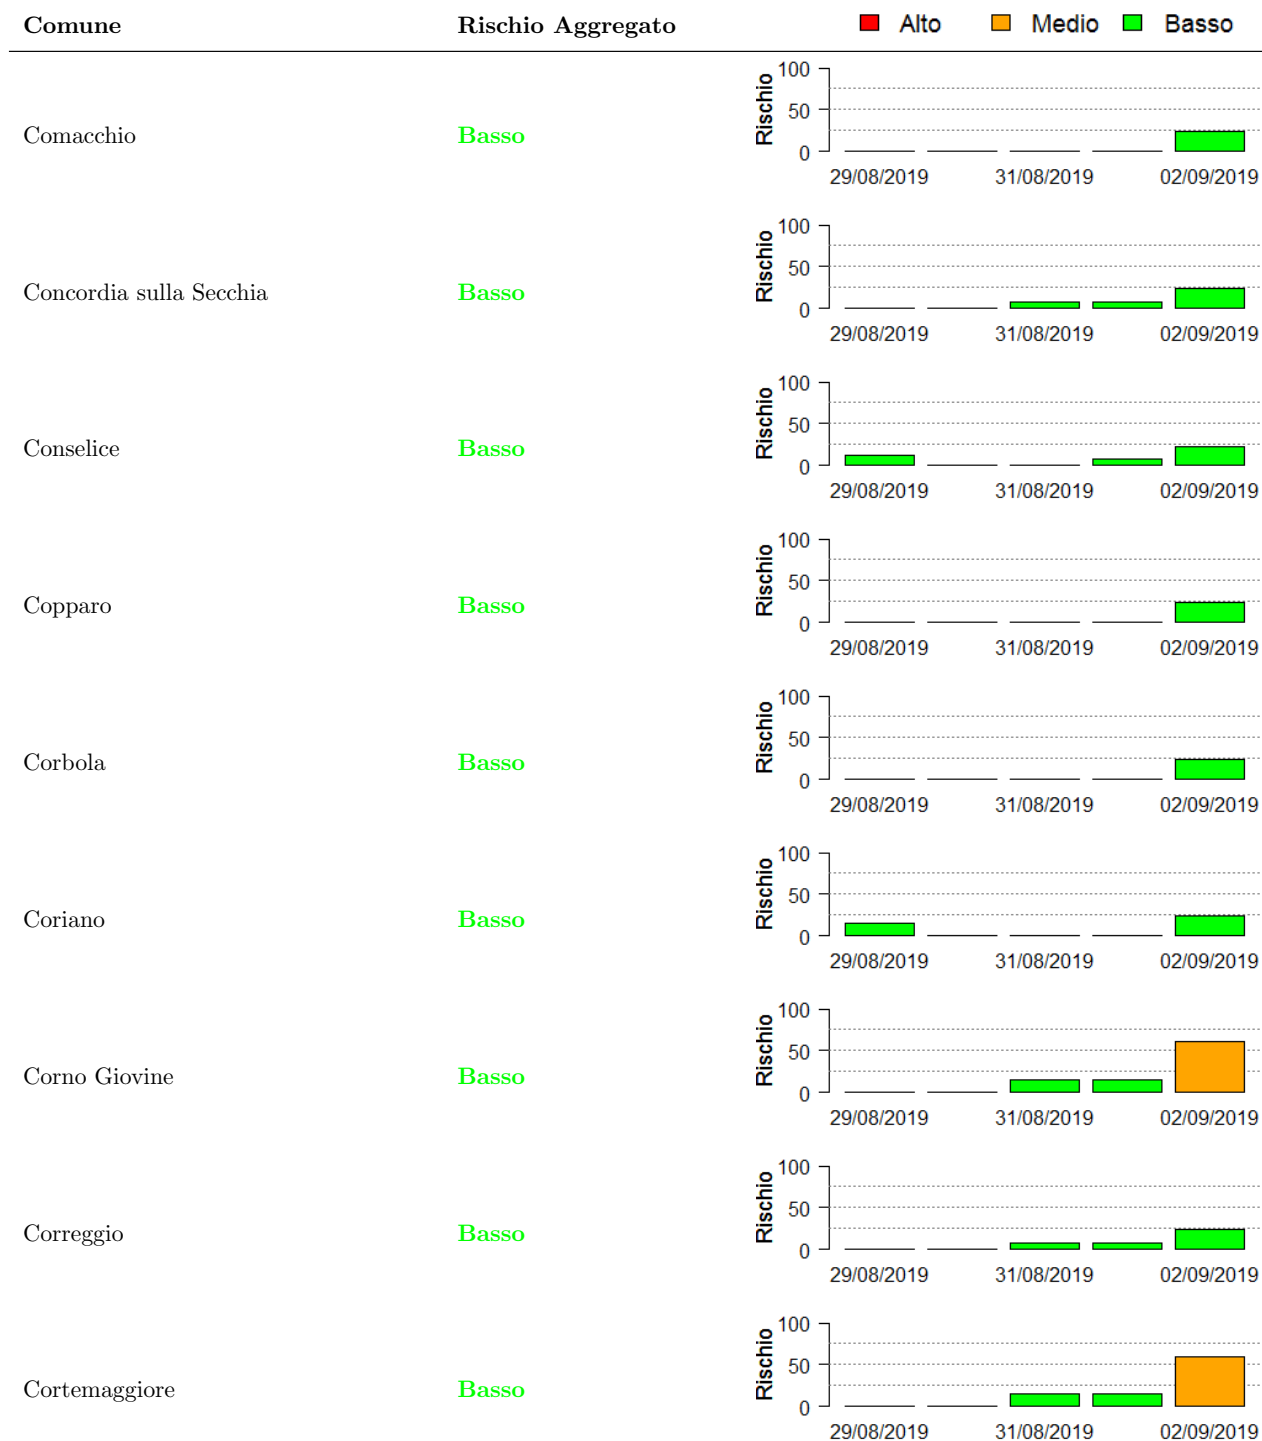 Comune Rischio Aggregato Alto Medio Basso
100
50
0
Rischio
Comacchio Basso
29/08/2019 31/08/2019 02/09/2019
100
50
0
Rischio
Concordia sulla Secchia Basso
29/08/2019 31/08/2019 02/09/2019
100
50
0
Rischio
Conselice Basso
29/08/2019 31/08/2019 02/09/2019
100
50
0
Rischio
Copparo Basso
29/08/2019 31/08/2019 02/09/2019
100
50
0
Rischio
Corbola Basso
29/08/2019 31/08/2019 02/09/2019
100
50
0
Rischio
Coriano Basso
29/08/2019 31/08/2019 02/09/2019
100
50
0
Rischio
Corno Giovine Basso
29/08/2019 31/08/2019 02/09/2019
100
50
0
Rischio
Correggio Basso
29/08/2019 31/08/2019 02/09/2019
100
50
0
Rischio
Cortemaggiore Basso
29/08/2019 31/08/2019 02/09/2019